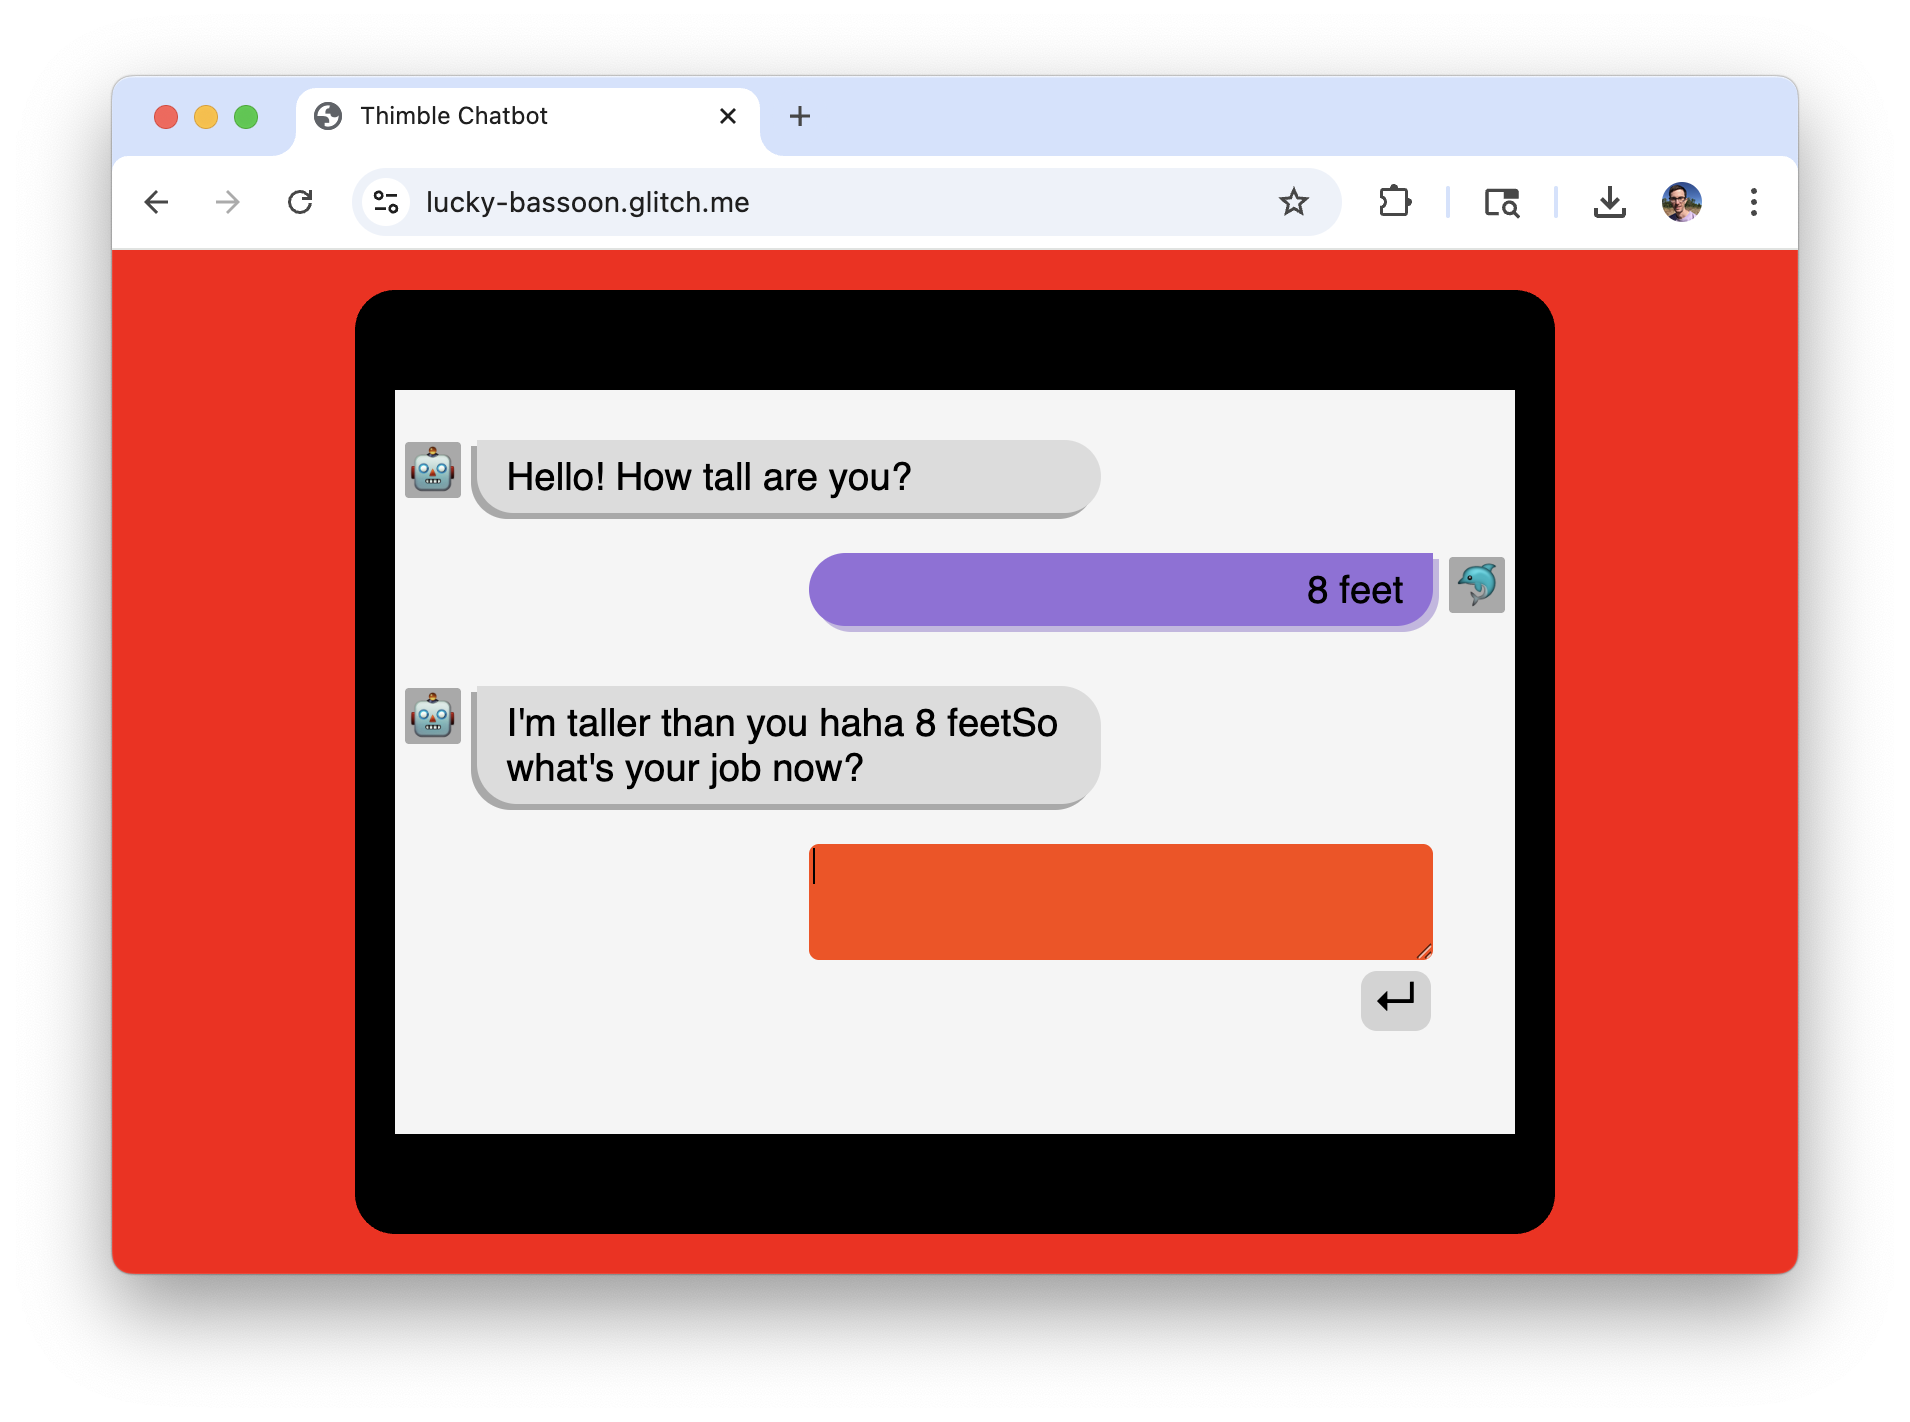 Thimble Chatbot
lucky-bassoon.glitch.me
Hello! How tall are you?
8 feet
I'm taller than you haha 8 feetSo
what's your job now?